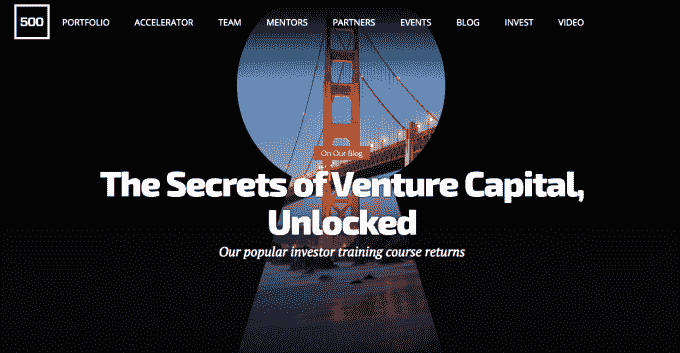 500 PORTFOLIO ACCELERATOR TEAM MENTORS PARTNERS EVENTS BLOG INVEST VIDEO
On Our Blog
The Secrets of Venture Capital,
Unlocked
Our popular investor training course returns